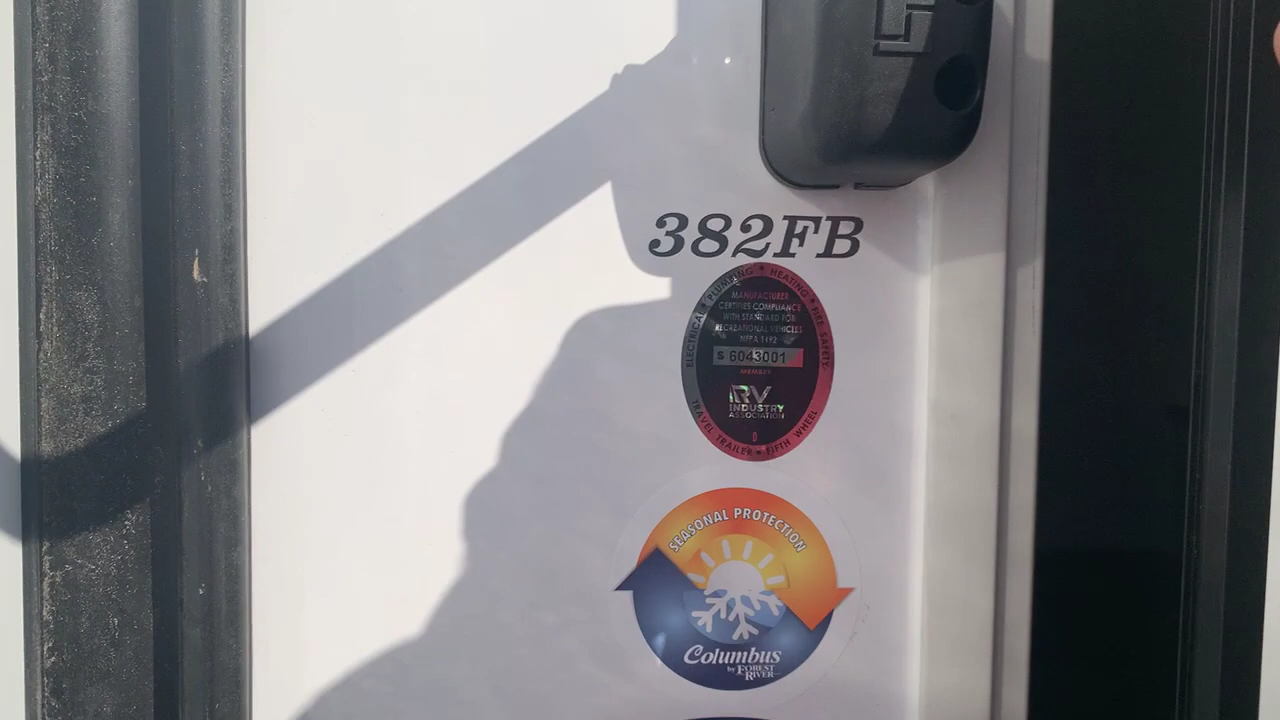 382FB
ELECTRICAL • PLUMBING • HEATING • FIRE SAFETY
MANUFACTURER
CERTIFIES COMPLIANCE
WITH STANDARD FOR
RECREATIONAL VEHICLES
NFPA 1192
S 6043001
MEMBER
RV
INDUSTRY
ASSOCIATION
0
TRAVEL TRAILER • FIFTH WHEEL
SEASONAL PROTECTION
Columbus
by FOREST
RIVER